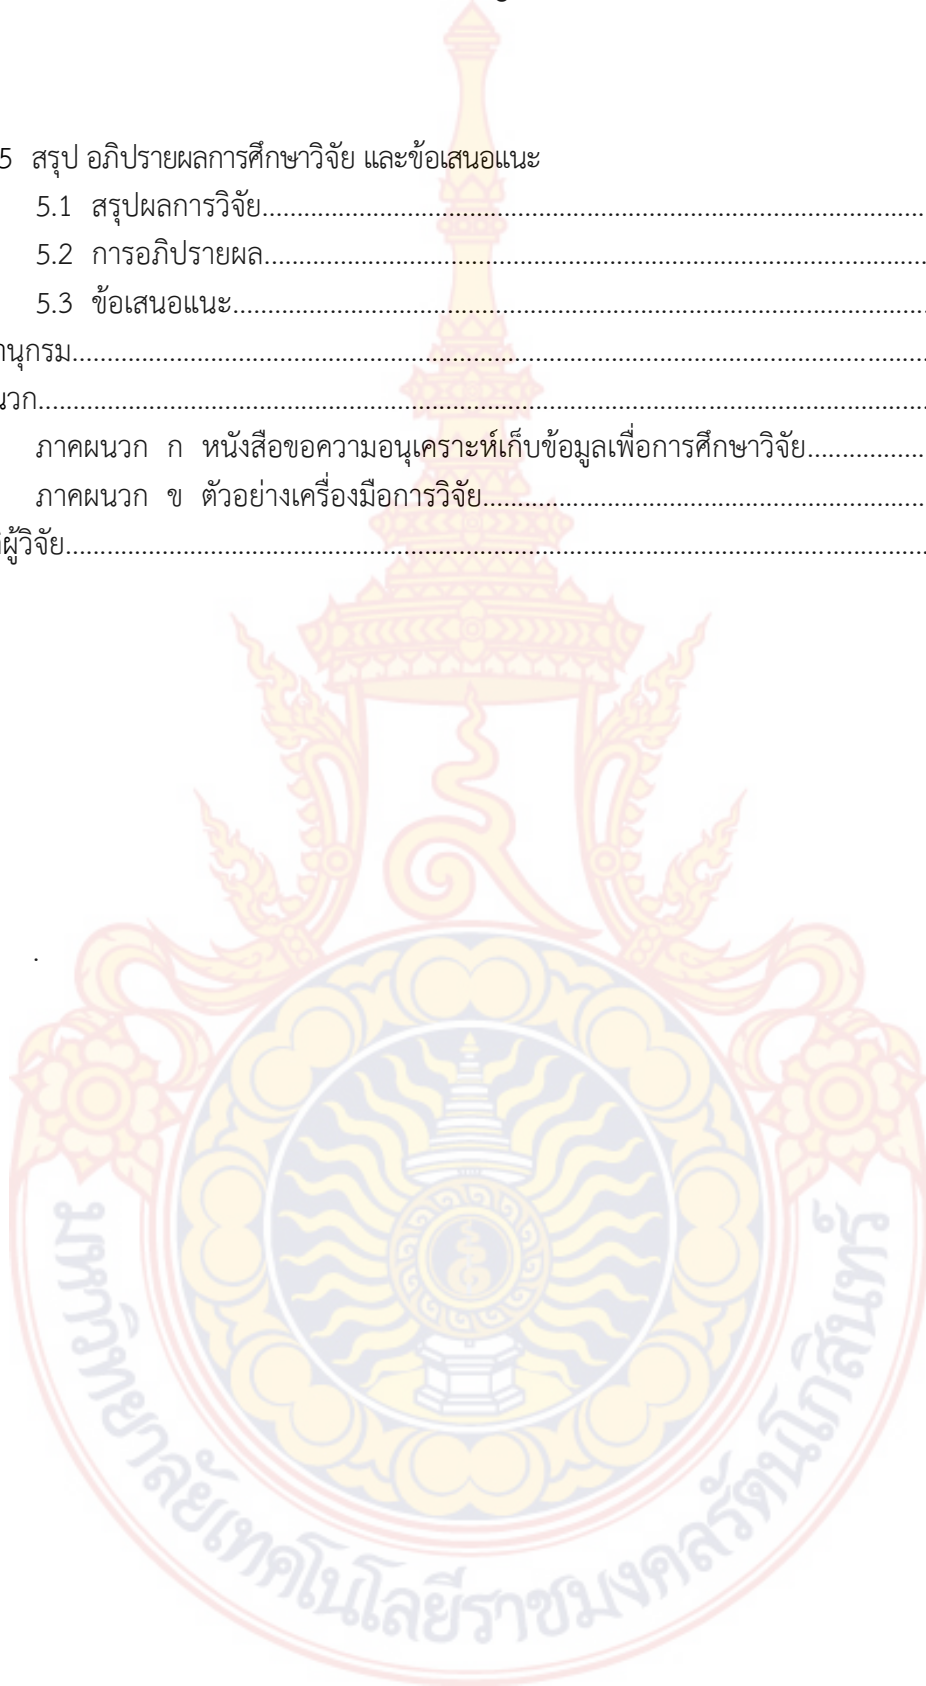 5 สรุป อภิปรายผลการศึกษาวิจัย และข้อเสนอแนะ
5.1 สรุปผลการวิจัย........................................................................................................
5.2 การอภิปรายผล........................................................................................................
5.3 ข้อเสนอแนะ............................................................................................................
านุกรม................................................................................................................................
นวก.....................................................................................................................................
ภาคผนวก ก หนังสือขอความอนุเคราะห์เก็บข้อมูลเพื่อการศึกษาวิจัย..................
ภาคผนวก ข ตัวอย่างเครื่องมือการวิจัย..................................................................
ผู้วิจัย..................................................................................................................................
.
มหาวิทยาลัยเทคโนโลยีราชมงคลรัตนโกสินทร์